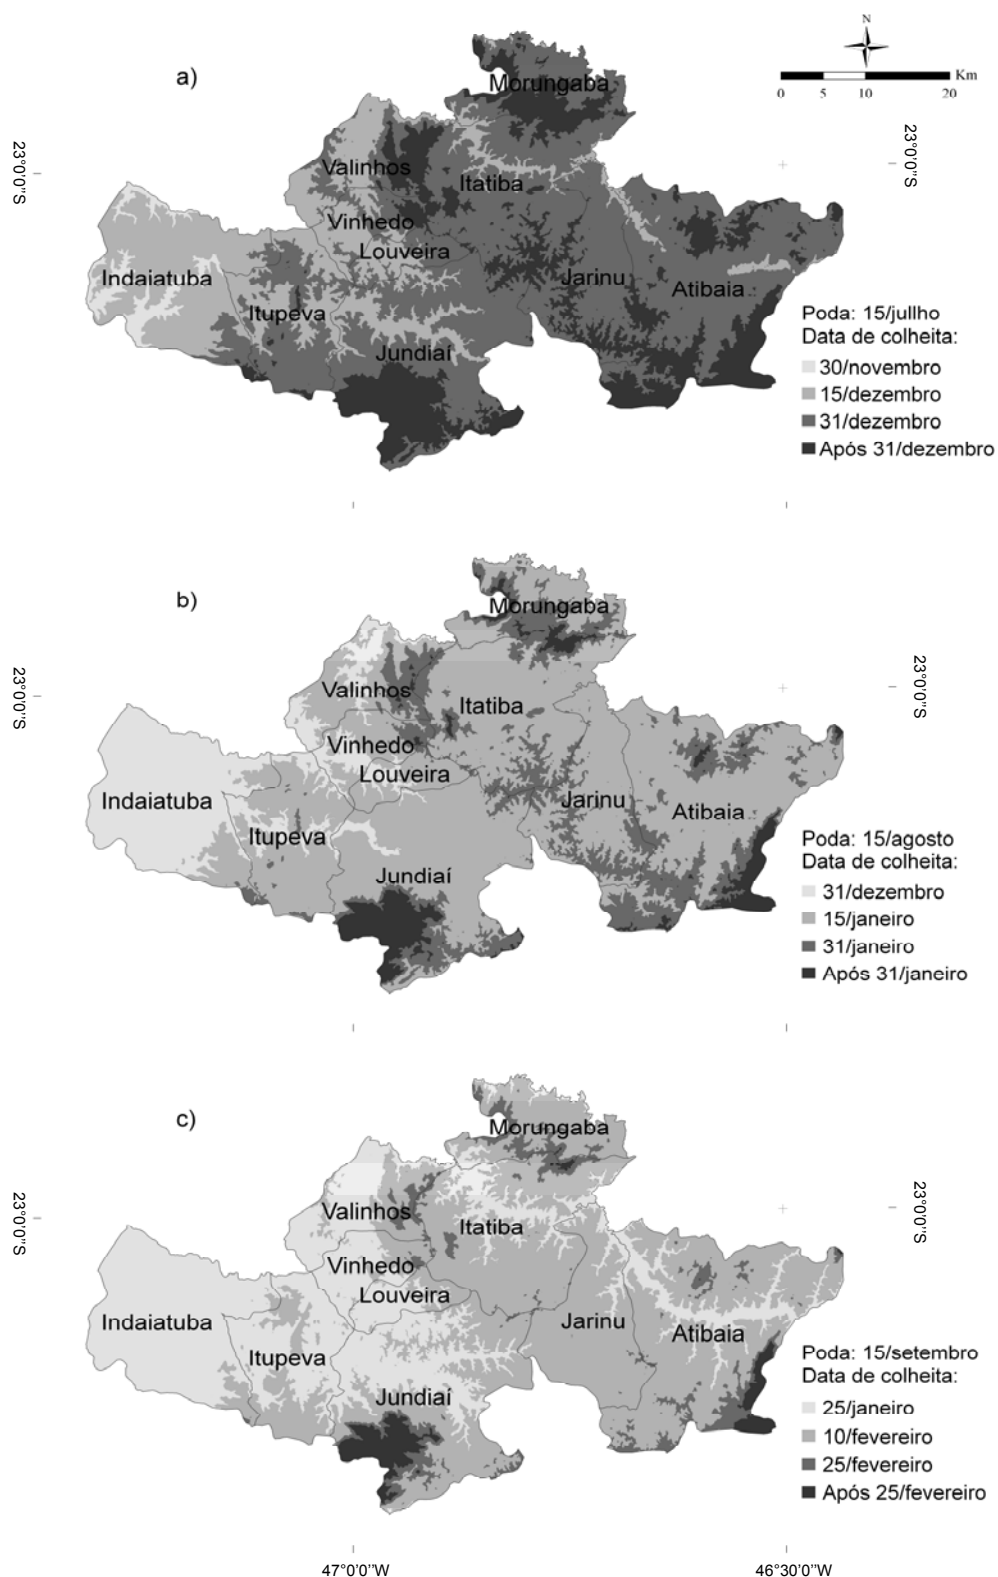 N
a)
Km
0 5 10 20
Morungaba
23°0'0"S
23°0'0"S
Valinhos
Itatiba
Vinhedo
Louveira
Indaiatuba
Jarinu
Atibaia
Itupeva
Jundiaí
Poda: 15/jullho
Data de colheita:
30/novembro
15/dezembro
31/dezembro
Após 31/dezembro
b)
Morungaba
23°0'0"S
23°0'0"S
Valinhos
Itatiba
Vinhedo
Louveira
Indaiatuba
Jarinu
Atibaia
Itupeva
Jundiaí
Poda: 15/agosto
Data de colheita:
31/dezembro
15/janeiro
31/janeiro
Após 31/janeiro
c)
Morungaba
23°0'0"S
23°0'0"S
Valinhos
Itatiba
Vinhedo
Louveira
Indaiatuba
Jarinu
Atibaia
Itupeva
Jundiaí
Poda: 15/setembro
Data de colheita:
25/janeiro
10/fevereiro
25/fevereiro
Após 25/fevereiro
47°0'0"W
46°30'0"W